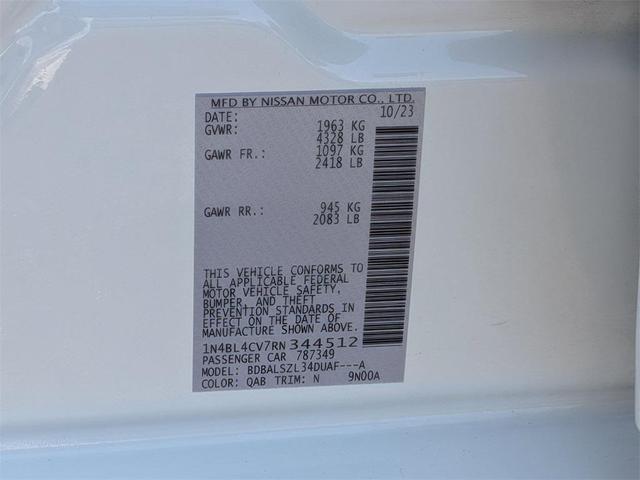 MFD BY NISSAN MOTOR CO., LTD.
DATE: 10/23
GVWR: 1963 KG
4328 LB
GAWR FR.: 1097 KG
2418 LB
GAWR RR.: 945 KG
2083 LB
THIS VEHICLE CONFORMS TO
ALL APPLICABLE FEDERAL
MOTOR VEHICLE SAFETY,
BUMPER, AND THEFT
PREVENTION STANDARDS IN
EFFECT ON THE DATE OF
MANUFACTURE SHOWN ABOVE.
1N4BL4CV7RN344512
PASSENGER CAR 787349
MODEL: BDBALSZL34DUAF---A
COLOR: QAB TRIM: N 9N00A